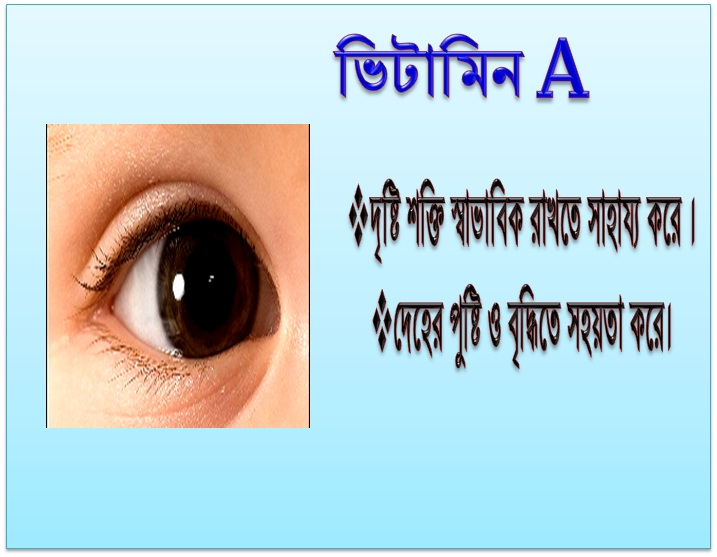 ভিটামিন A
❖দৃষ্টি শক্তি স্বাভাবিক রাখতে সাহায্য করে ।
❖দেহের পুষ্টি ও বৃদ্ধিতে সহয়তা করে।